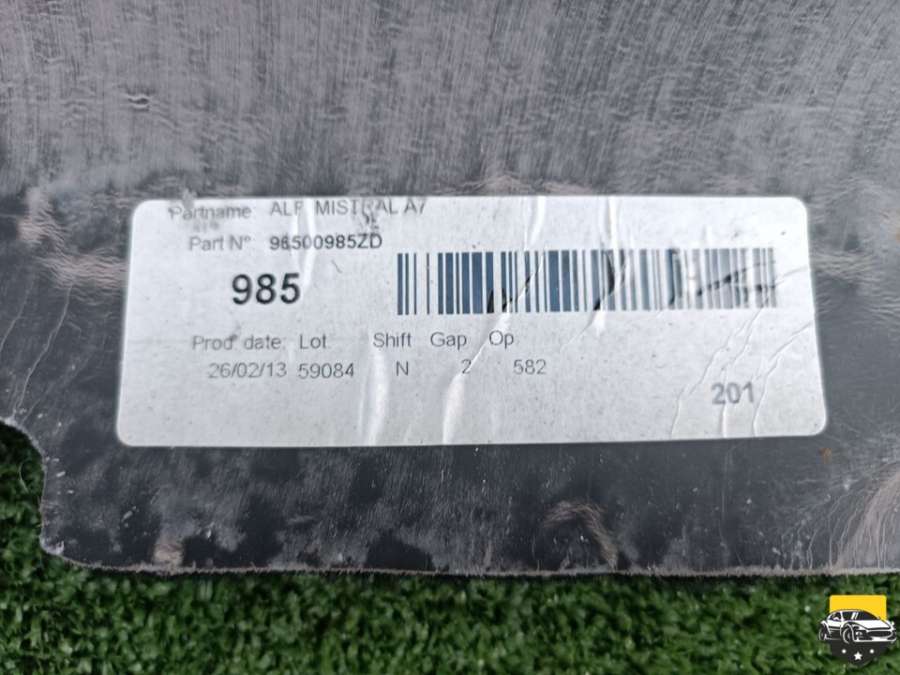 Partname: ALF MISTRAL A7
Part N° 96500985ZD
985
Prod date: Lot Shift Gap Op
26/02/13 59084 N 2 582
201